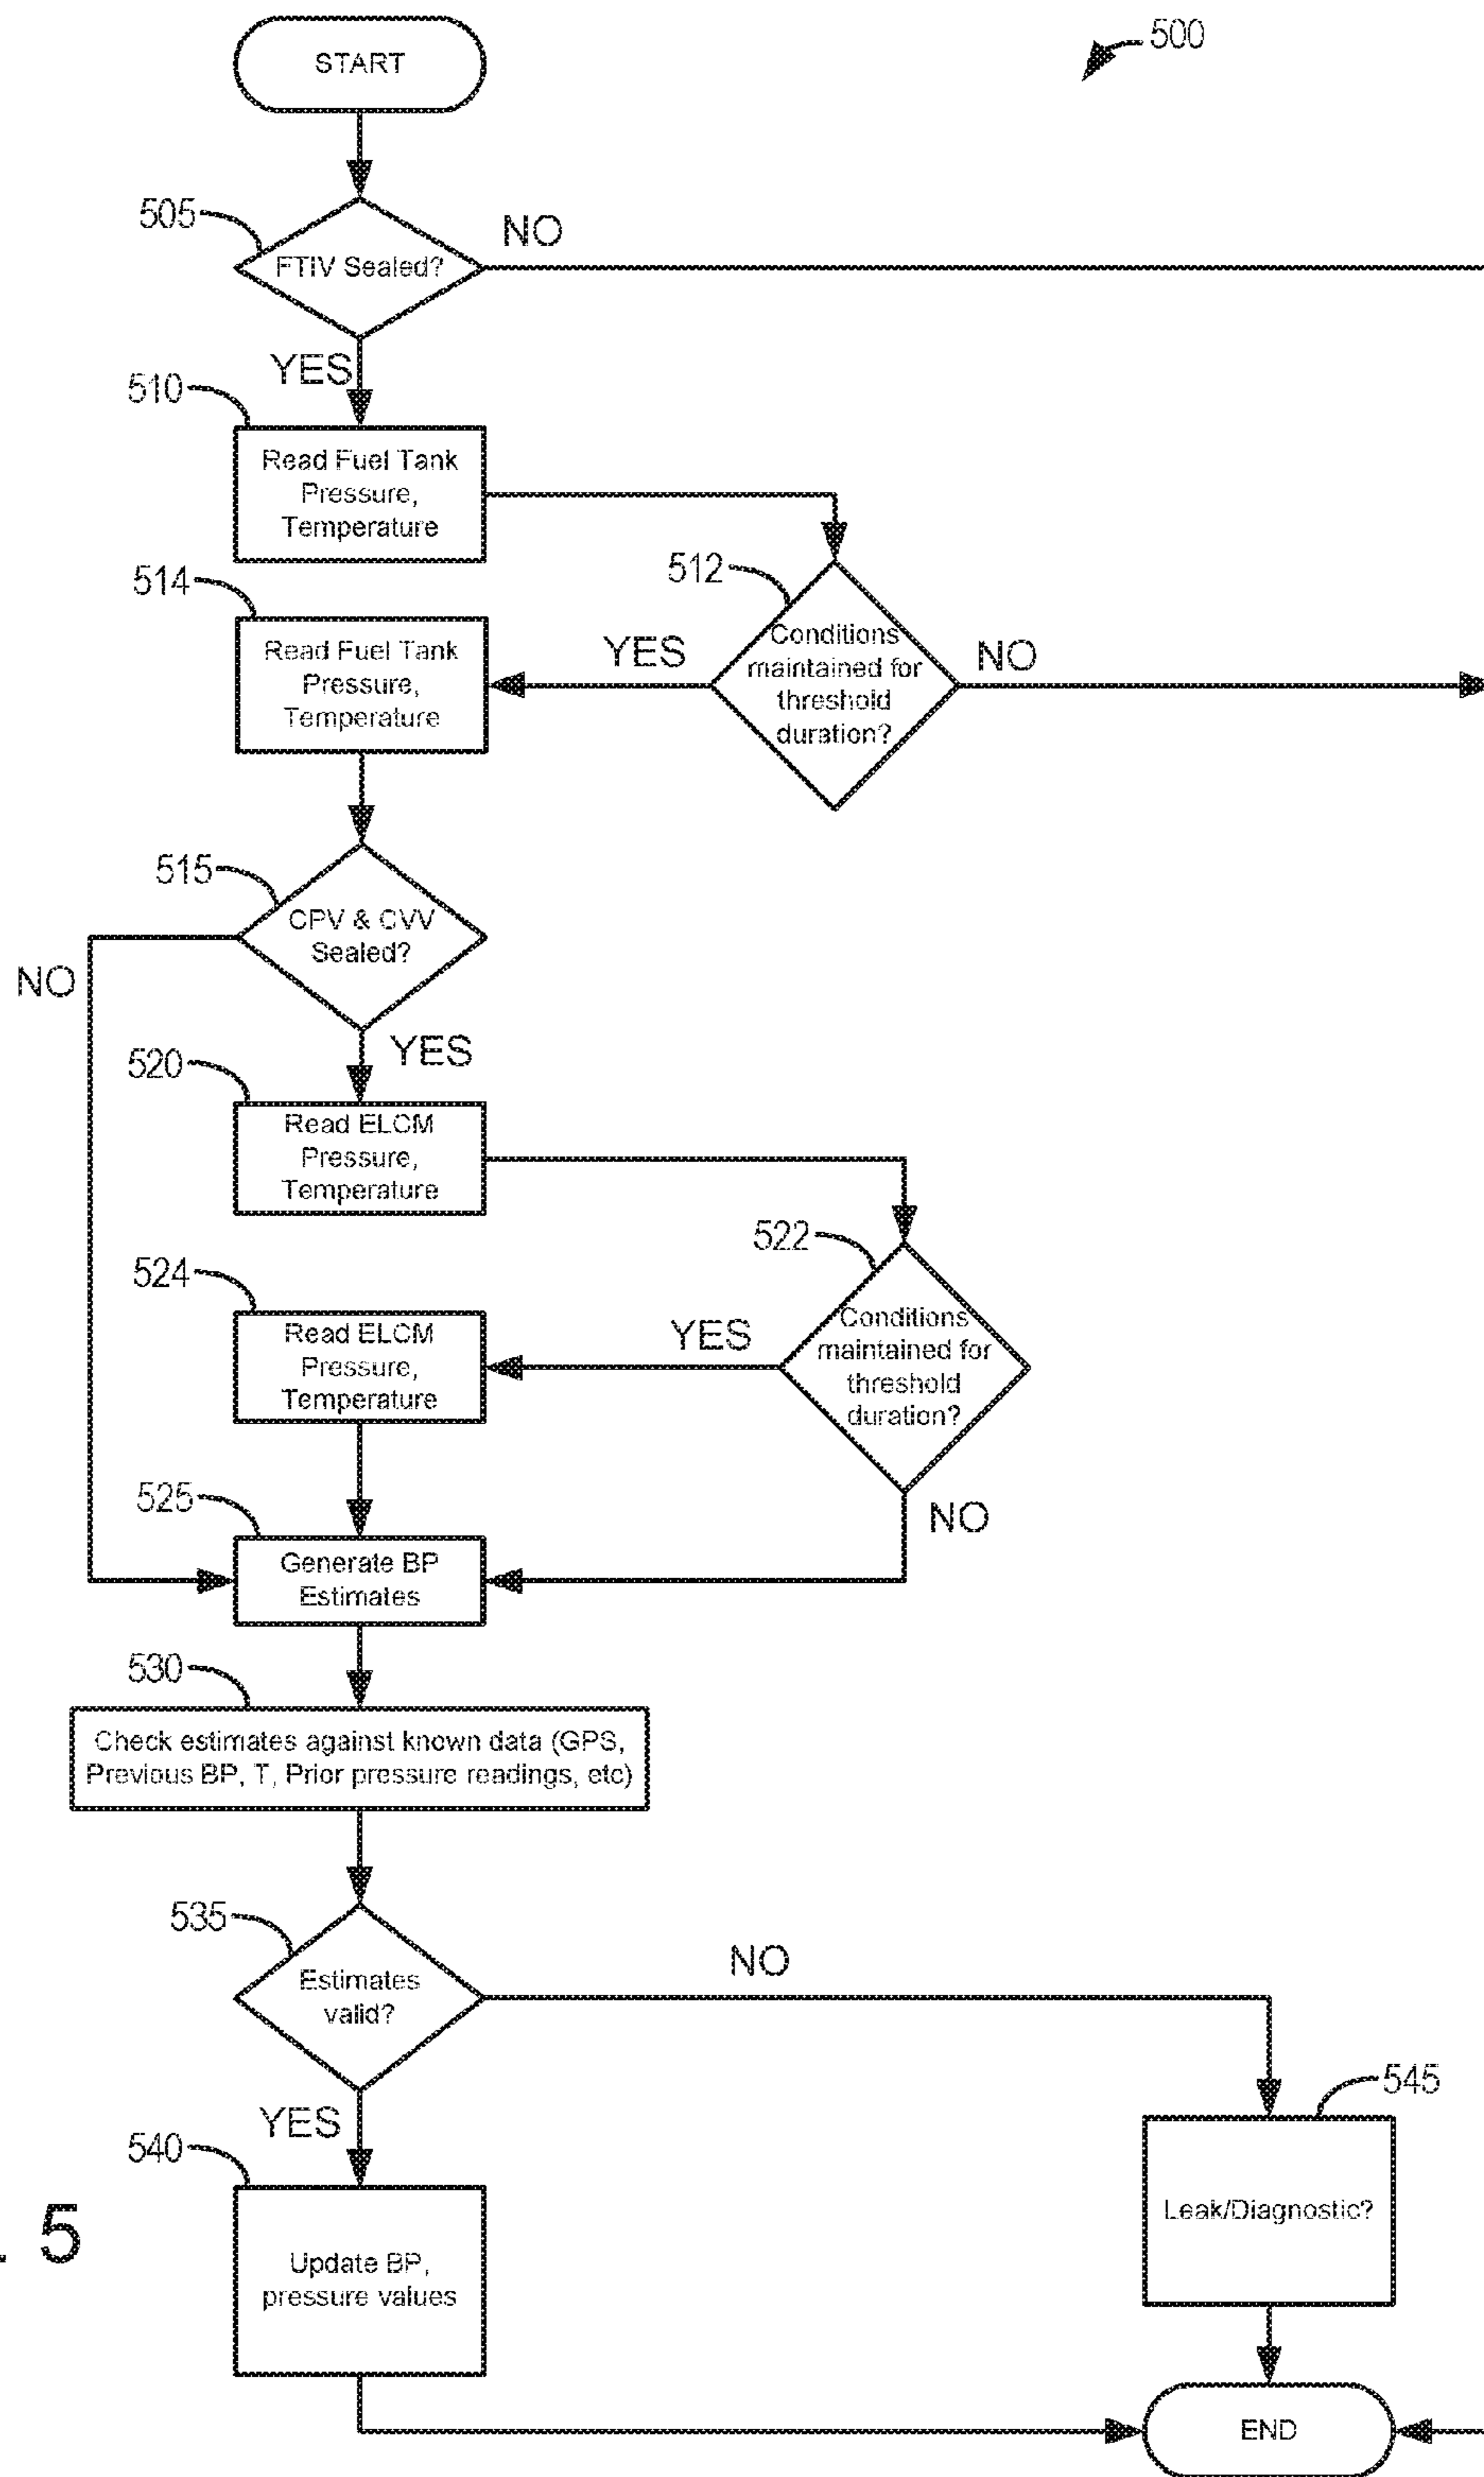 500
START
505
NO
FTIV Sealed?
YES
510
Read Fuel Tank
Pressure,
Temperature
512
514
Conditions
maintained for
threshold
duration?
YES
NO
Read Fuel Tank
Pressure,
Temperature
515
CPV & CVV
Sealed?
NO
YES
520
Read ELCM
Pressure,
Temperature
522
524
Conditions
maintained for
threshold
duration?
YES
Read ELCM
Pressure,
Temperature
NO
525
Generate BP
Estimates
530
Check estimates against known data (GPS,
Previous BP, T, Prior pressure readings, etc)
535
NO
Estimates
valid?
YES
545
540
Leak/Diagnostic?
. 5
Update BP,
pressure values
END